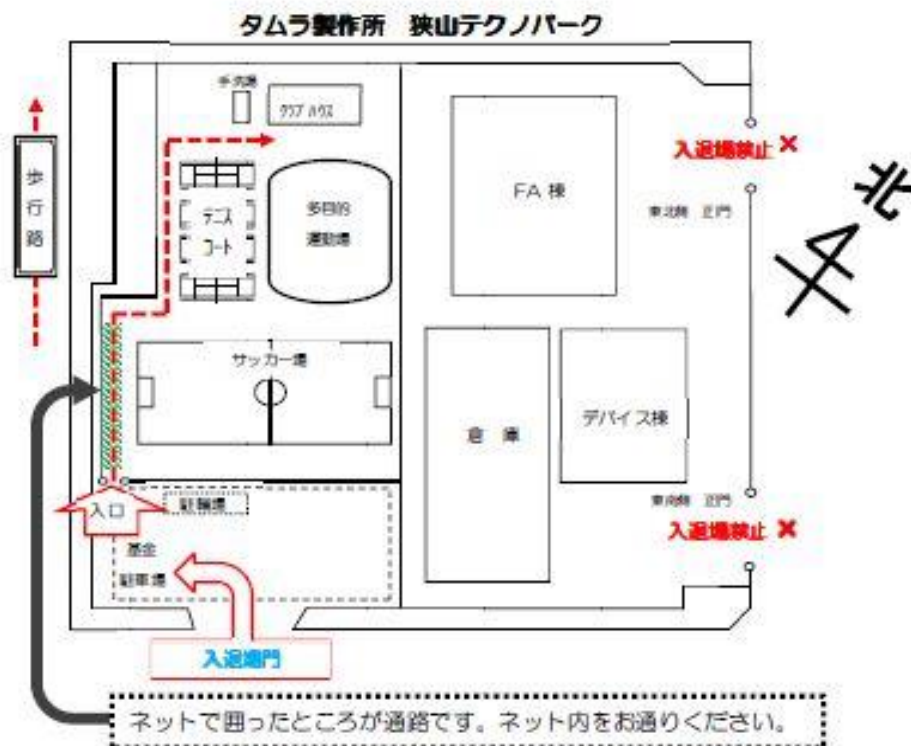 タムラ製作所 狭山テクノパーク
手洗場
クラブハウス
入退場禁止 ×
北
歩行路
FA 棟
東北側 正門
テニス
コート
多目的
運動場
サッカー場
倉 庫
デバイス棟
東南側 正門
入退場禁止 ×
入口
駐輪場
基金
駐車場
入退場門
ネットで囲ったところが通路です。ネット内をお通りください。